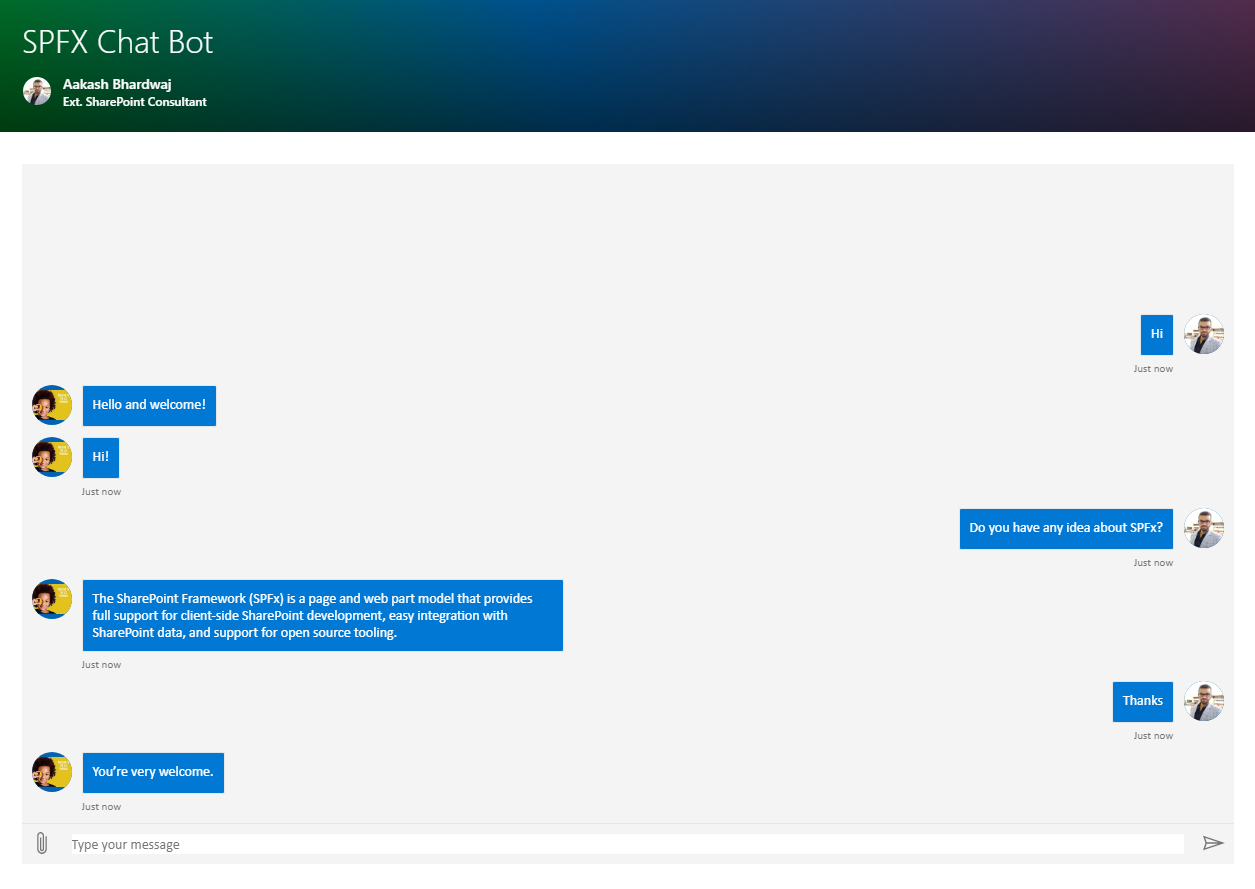 SPFX Chat Bot
Aakash Bhardwaj
Ext. SharePoint Consultant
Hi
Just now
Hello and welcome!
Hi!
Just now
Do you have any idea about SPFx?
Just now
The SharePoint Framework (SPFx) is a page and web part model that provides
full support for client-side SharePoint development, easy integration with
SharePoint data, and support for open source tooling.
Just now
Thanks
Just now
You're very welcome.
Just now
Type your message